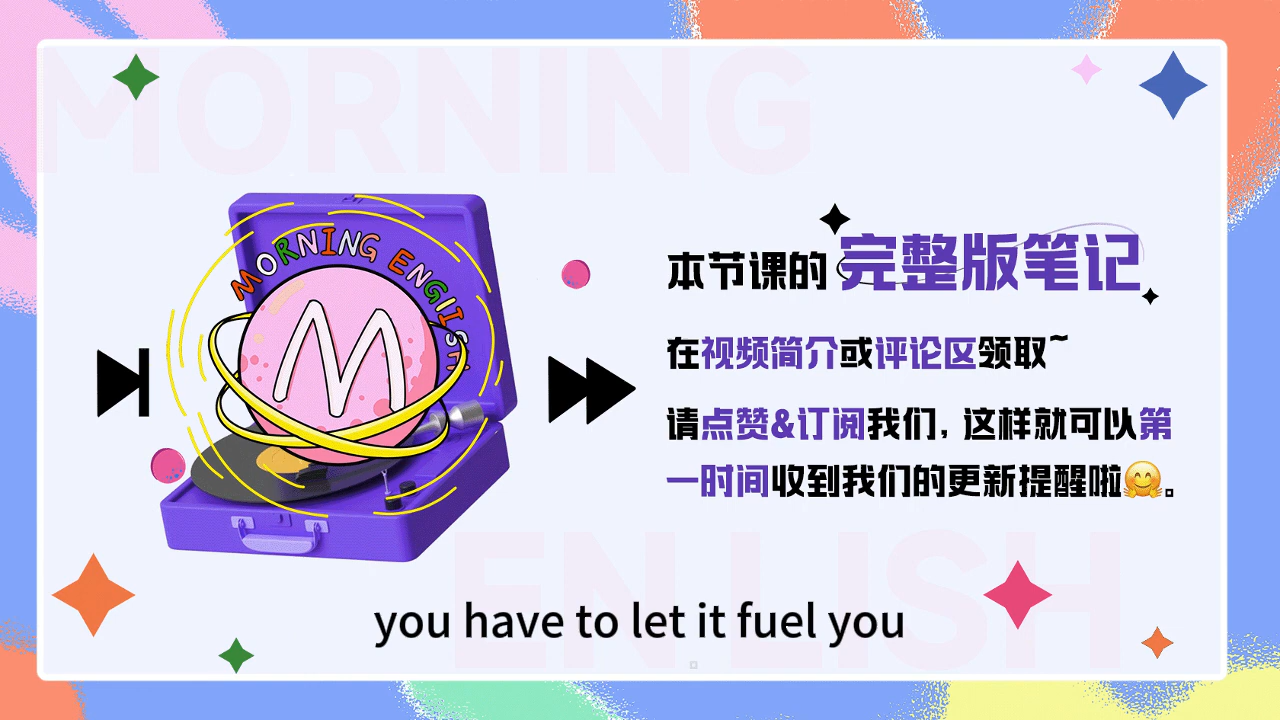 MORNING
MORNING ENGLISH
M
本节课的 完整版笔记
在视频简介或评论区领取~
请点赞&订阅我们, 这样就可以第
一时间收到我们的更新提醒啦🤗。
EN LISH
you have to let it fuel you